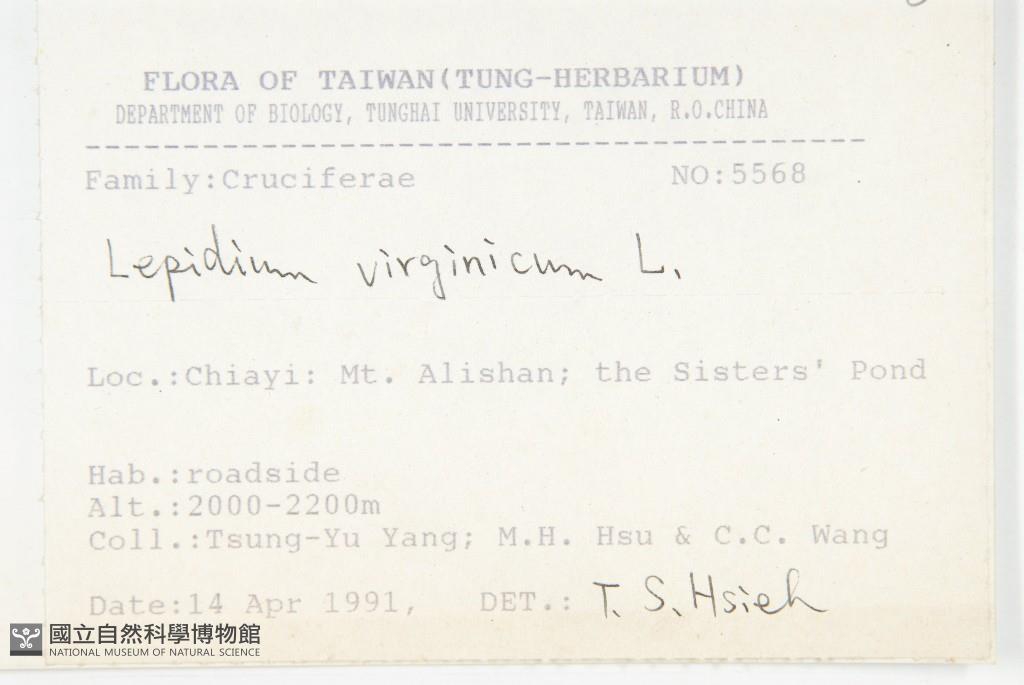 FLORA OF TAIWAN(TUNG-HERBARIUM)
DEPARTMENT OF BIOLOGY, TUNGHAI UNIVERSITY, TAIWAN, R.O.CHINA
Family:Cruciferae NO:5568
Lepidium virginicum L.
Loc.:Chiayi: Mt. Alishan; the Sisters' Pond
Hab.:roadside
Alt.:2000-2200m
Coll.:Tsung-Yu Yang; M.H. Hsu & C.C. Wang
Date:14 Apr 1991, DET.: T. S. Hsieh
國立自然科學博物館
NATIONAL MUSEUM OF NATURAL SCIENCE